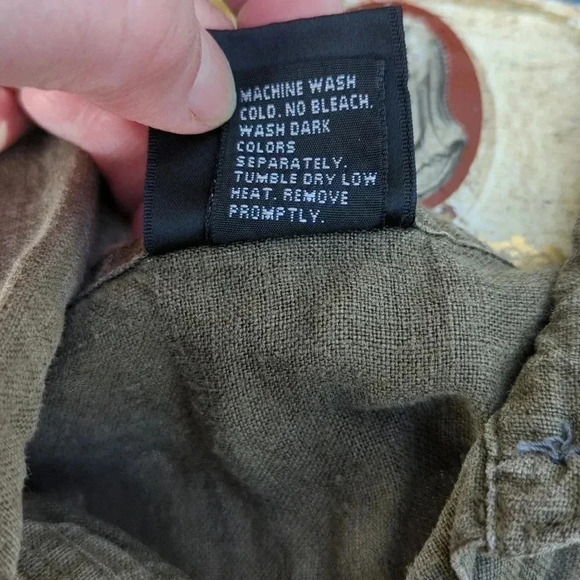 MACHINE WASH
COLD. NO BLEACH.
WASH DARK
COLORS
SEPARATELY.
TUMBLE DRY LOW
HEAT. REMOVE
PROMPTLY.